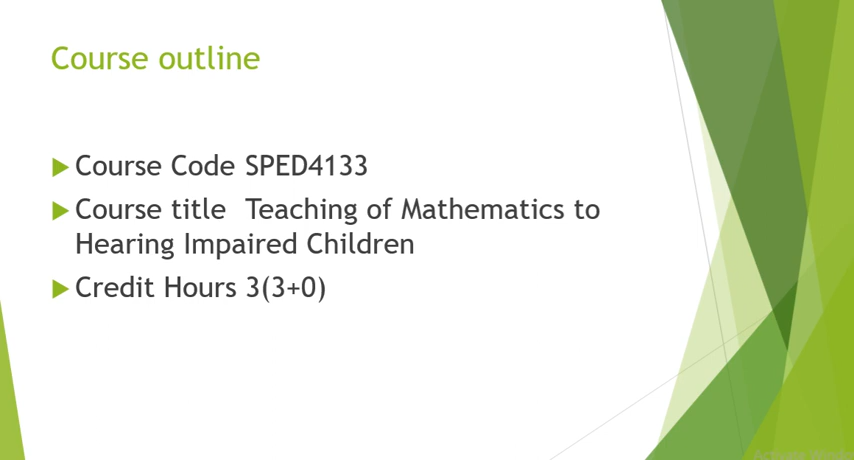 Course outline
Course Code SPED4133
Course title  Teaching of Mathematics to
Hearing Impaired Children
Credit Hours 3(3+0)